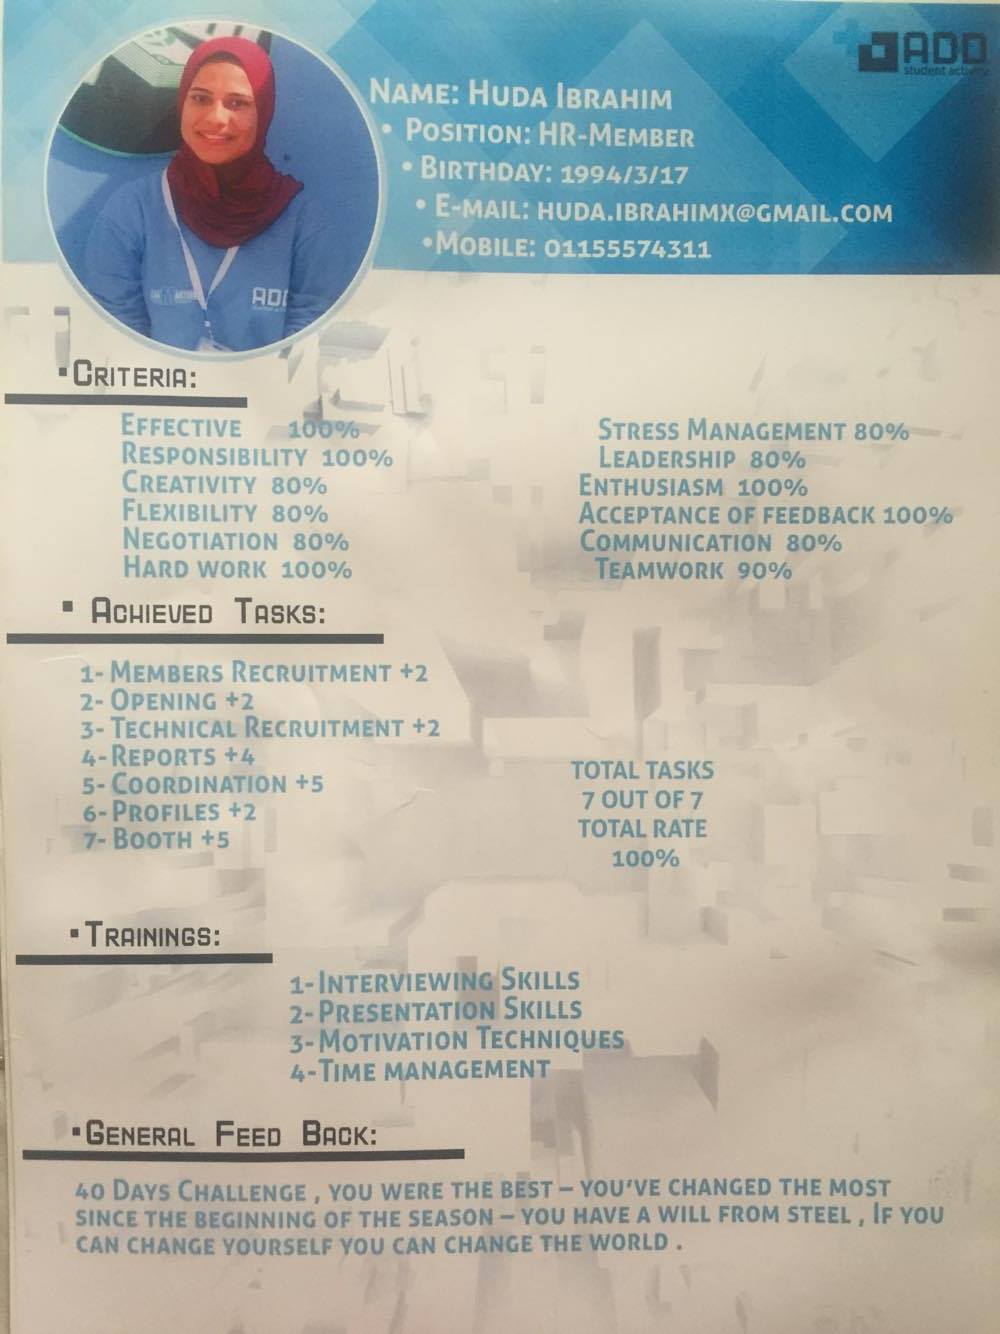 ADD
student activity
Name: Huda Ibrahim
• Position: HR-Member
• Birthday: 1994/3/17
• E-mail: huda.ibrahimx@gmail.com
• Mobile: 01155574311
ADD
▪ Criteria:
Effective 100%
Responsibility 100%
Creativity 80%
Flexibility 80%
Negotiation 80%
Hard work 100%
Stress Management 80%
Leadership 80%
Enthusiasm 100%
Acceptance of feedback 100%
Communication 80%
Teamwork 90%
▪ Achieved Tasks:
1- Members Recruitment +2
2- Opening +2
3- Technical Recruitment +2
4- Reports +4
5- Coordination +5
6- Profiles +2
7- Booth +5
total tasks
7 out of 7
total rate
100%
▪ Trainings:
1- Interviewing Skills
2- Presentation Skills
3- Motivation Techniques
4- Time management
▪ General Feed Back:
40 Days Challenge , you were the best – you've changed the most
since the beginning of the season – you have a will from steel , If you
can change yourself you can change the world .